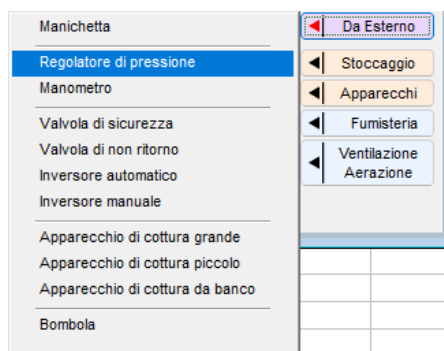 Manichetta
Regolatore di pressione
Manometro
Valvola di sicurezza
Valvola di non ritorno
Inversore automatico
Inversore manuale
Apparecchio di cottura grande
Apparecchio di cottura piccolo
Apparecchio di cottura da banco
Bombola
Da Esterno
Stoccaggio
Apparecchi
Fumisteria
Ventilazione
Aerazione